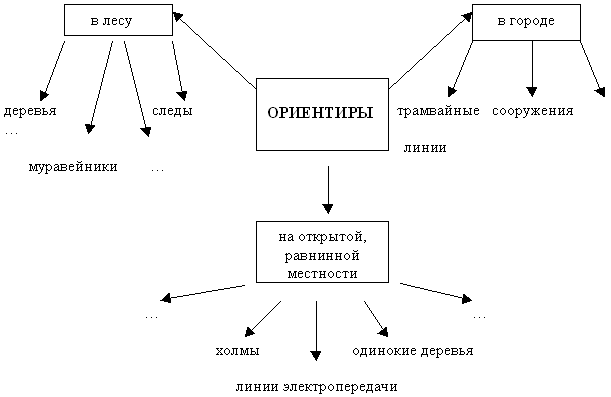 в лесу
в городе
ОРИЕНТИРЫ
деревья
следы
трамвайные
сооружения
...
линии
муравейники
...
на открытой,
равнинной
местности
...
...
холмы
одинокие деревья
линии электропередачи